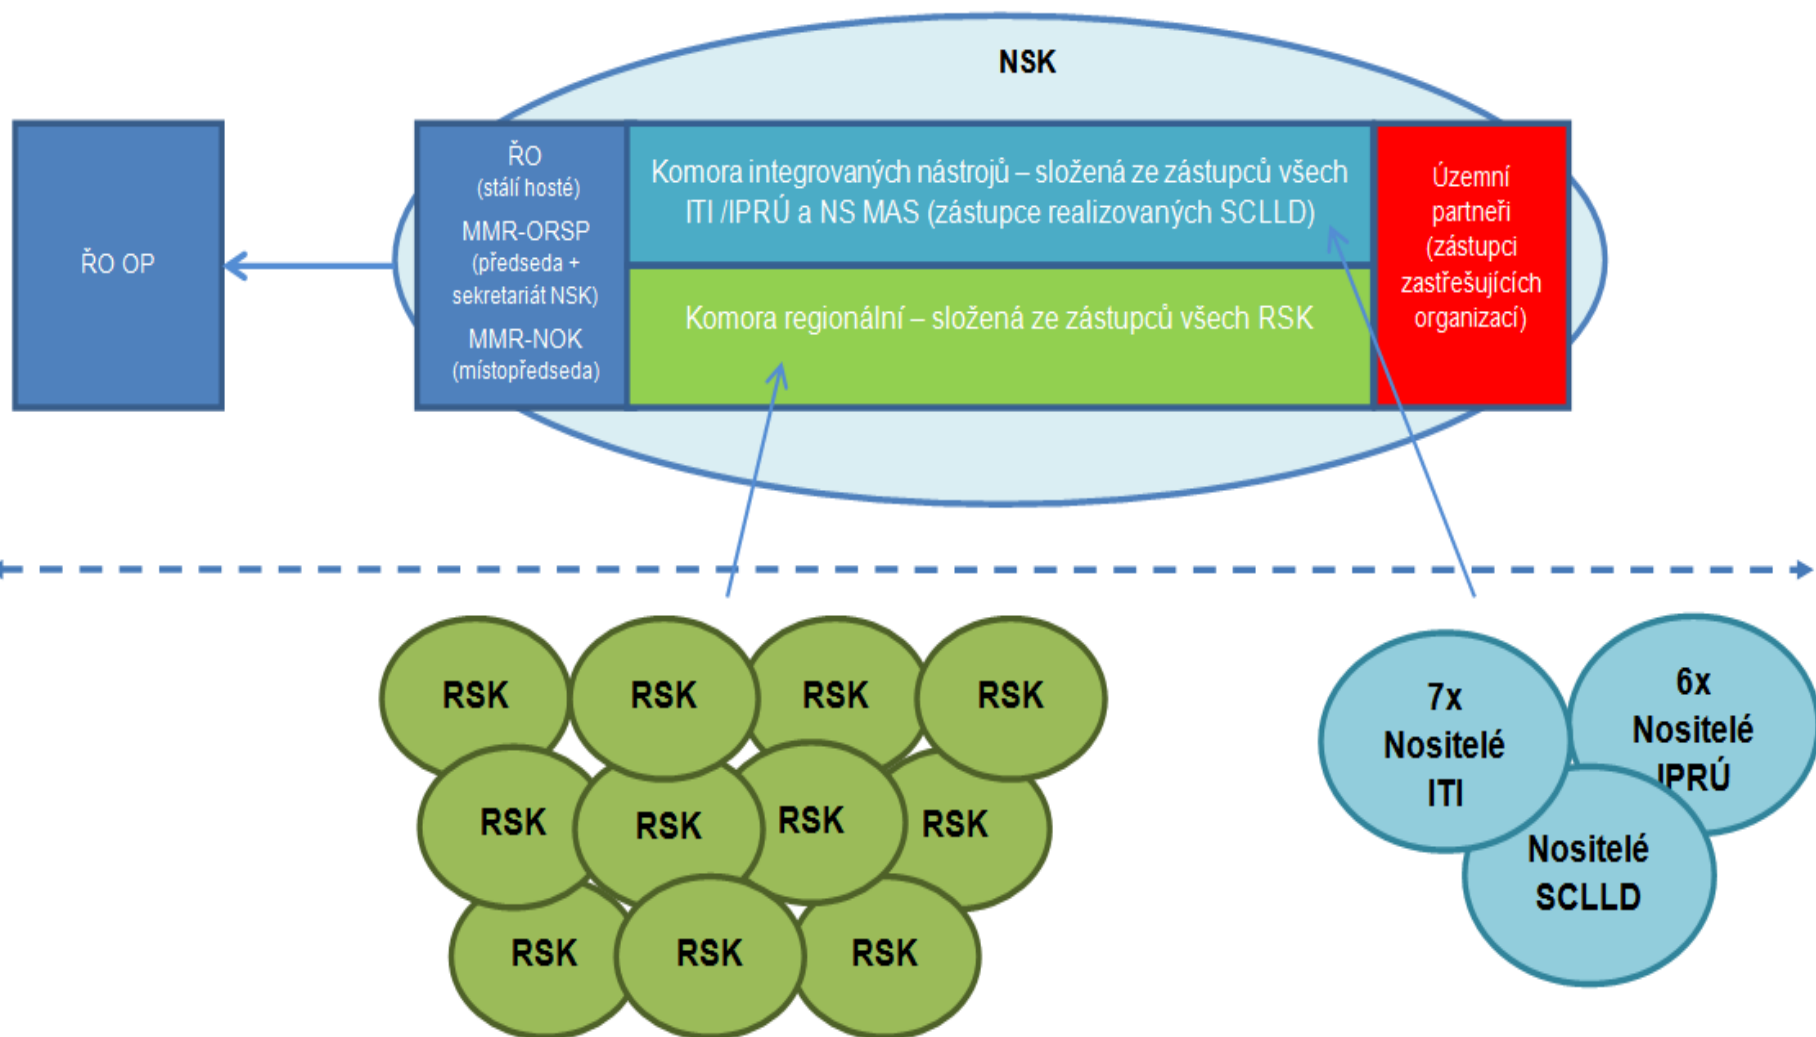 NSK
ŘO OP
ŘO
(stálí hosté)
MMR-ORSP
(předseda +
sekretariát NSK)
MMR-NOK
(místopředseda)
Komora integrovaných nástrojů – složená ze zástupců všech
ITI /IPRÚ a NS MAS (zástupce realizovaných SCLLD)
Komora regionální – složená ze zástupců všech RSK
Územní
partneři
(zástupci
zastřešujících
organizací)
RSK
RSK
RSK
RSK
RSK
RSK
RSK
RSK
RSK
RSK
RSK
7x
Nositelé
ITI
6x
Nositelé
IPRÚ
Nositelé
SCLLD